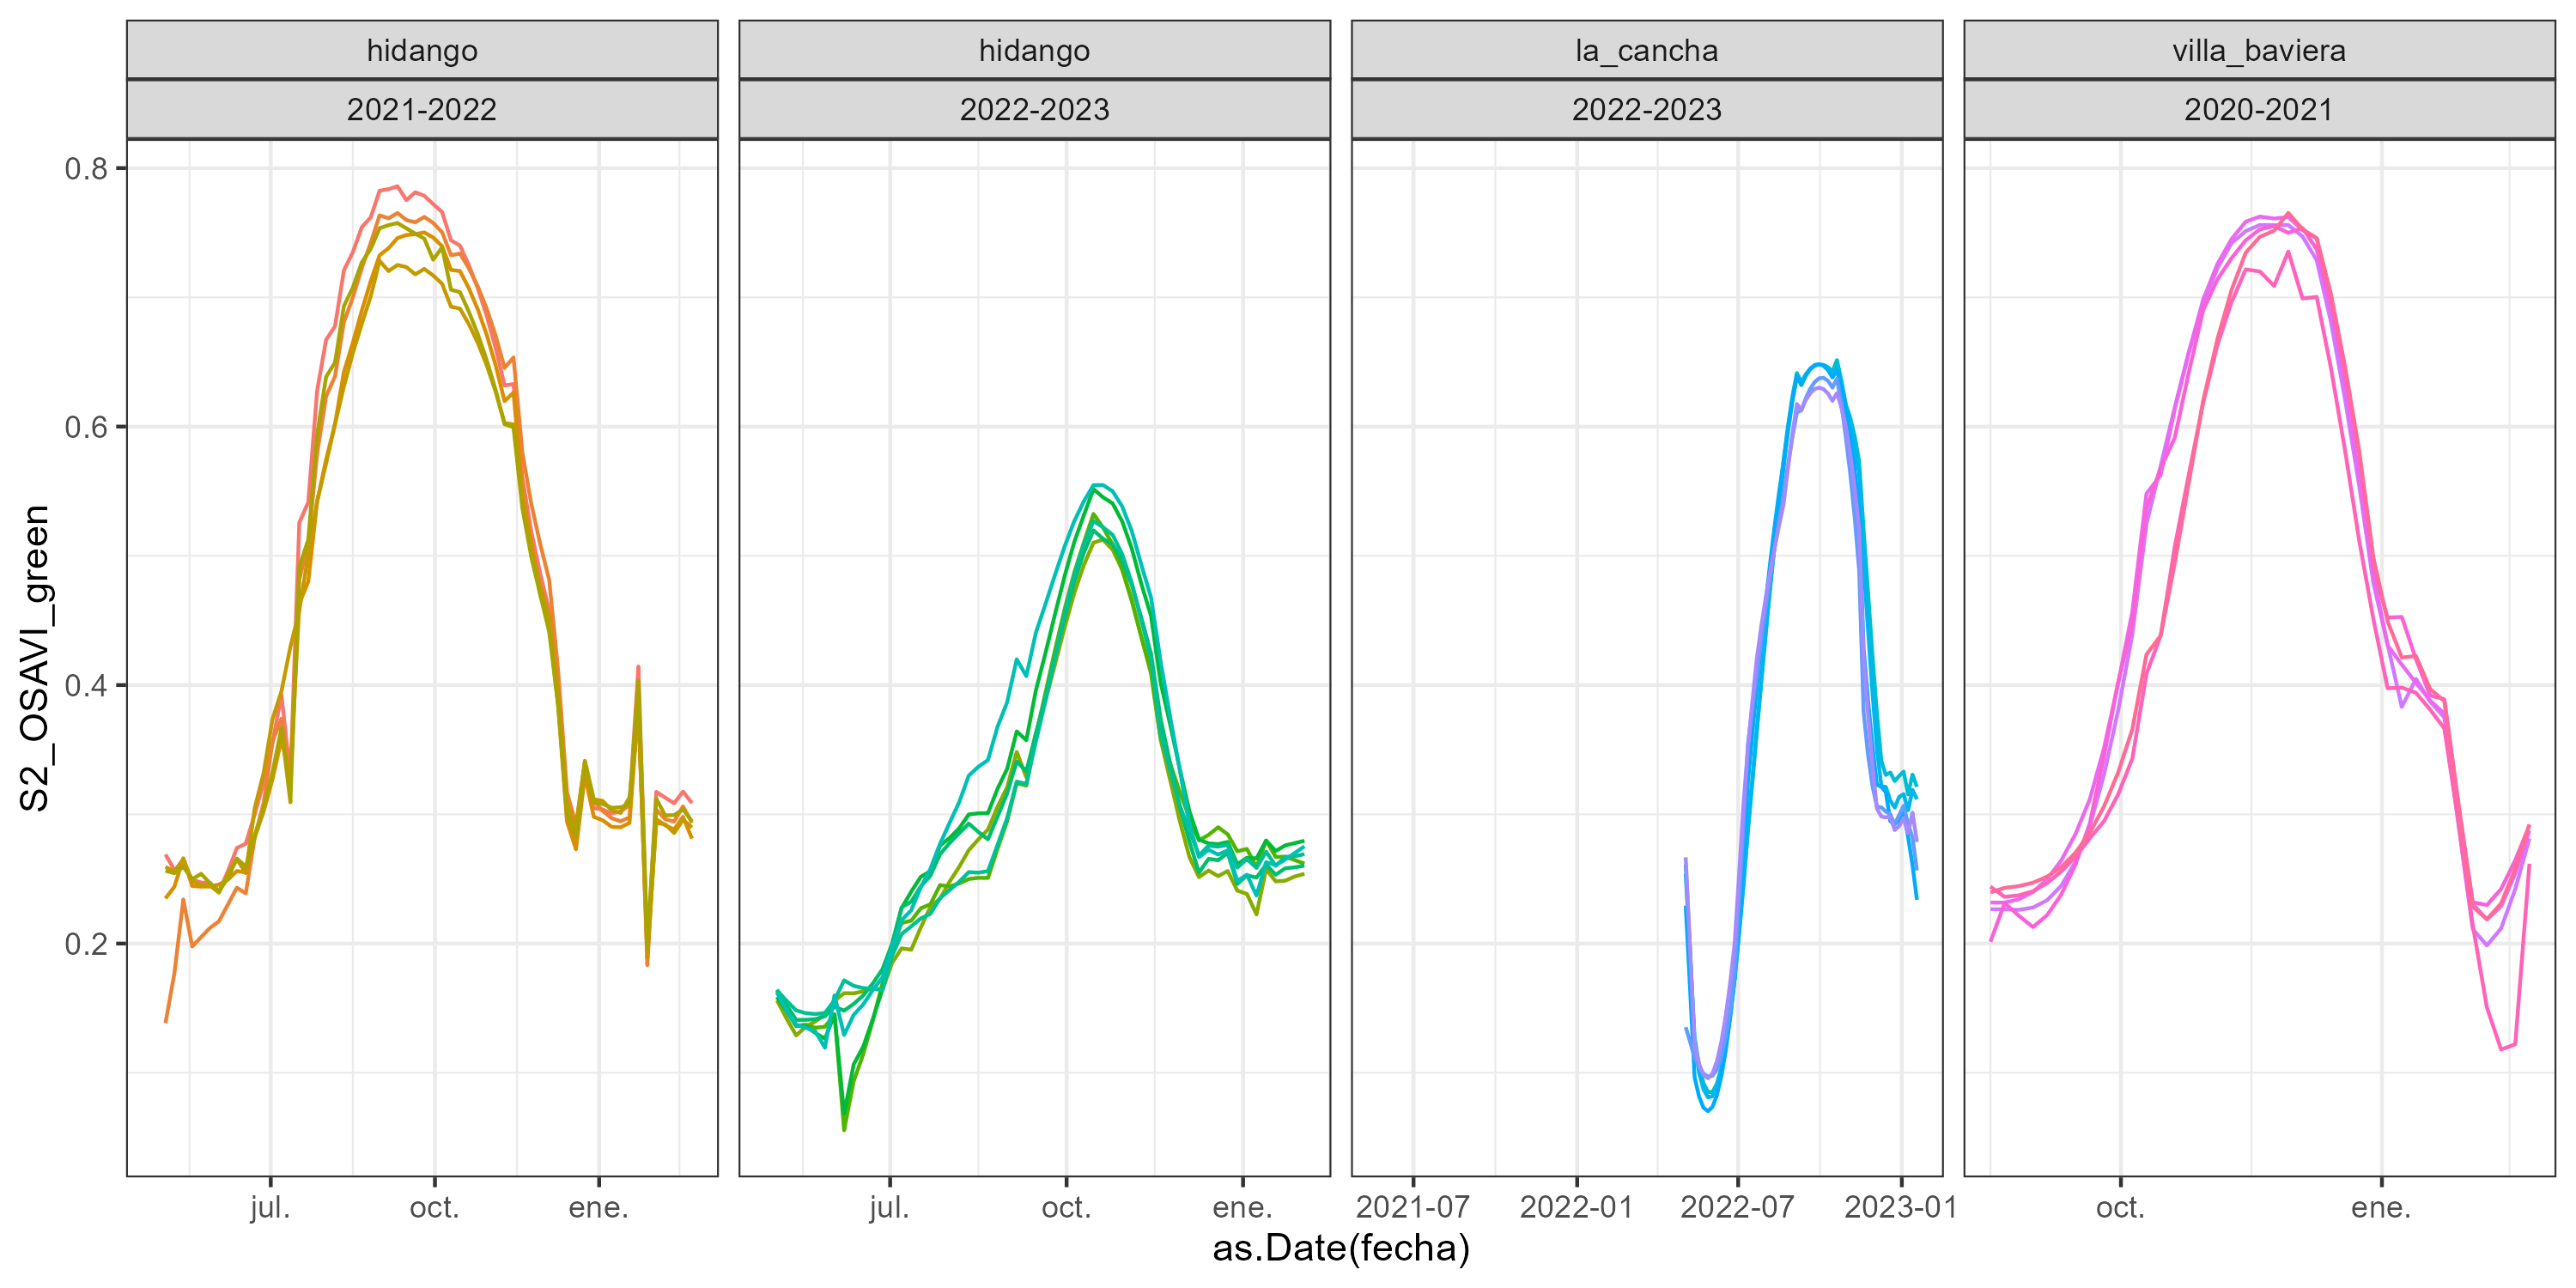 hidango
hidango
la_cancha
villa_baviera
2021-2022
2022-2023
2022-2023
2020-2021
S2_OSAVI_green
0.8
0.6
0.4
0.2
jul.
oct.
ene.
jul.
oct.
ene.
2021-07
2022-01
2022-07
2023-01
oct.
ene.
as.Date(fecha)